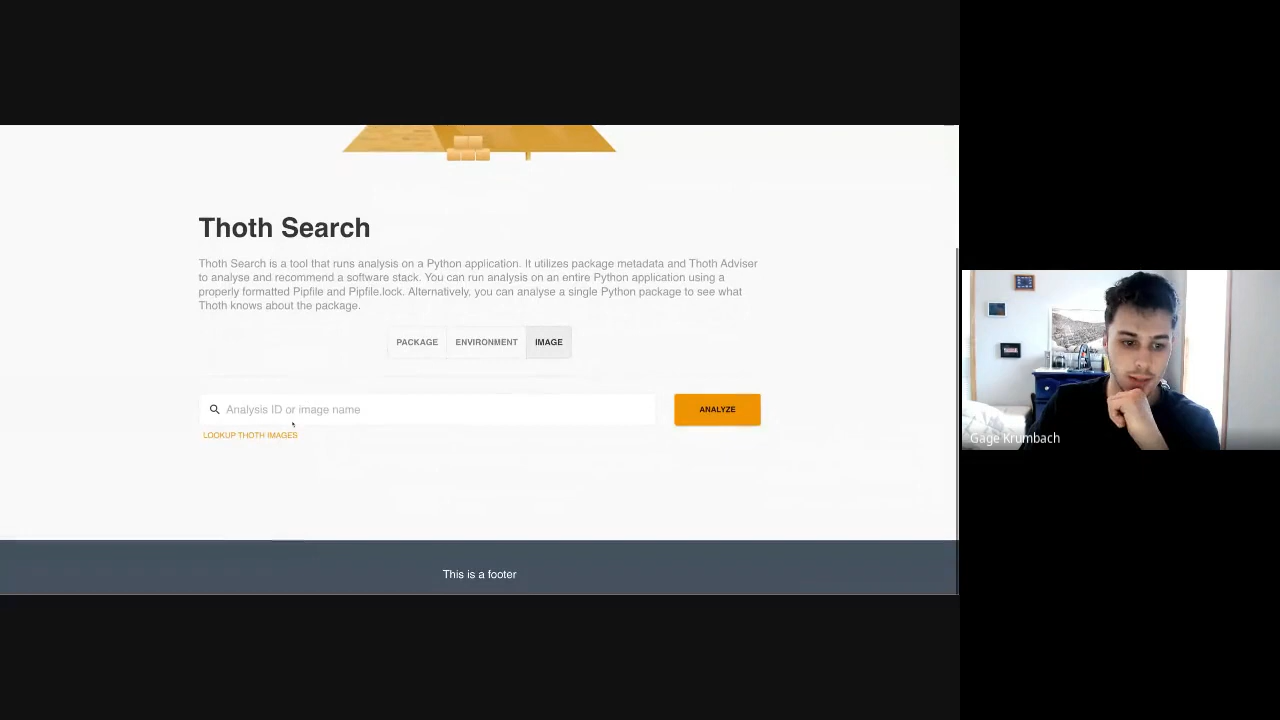 Thoth Search
Thoth Search is a tool that runs analysis on a Python application. It utilizes package metadata and Thoth Adviser
to analyse and recommend a software stack. You can run analysis on an entire Python application using a
properly formatted Pipfile and Pipfile.lock. Alternatively, you can analyse a single Python package to see what
Thoth knows about the package.
PACKAGE ENVIRONMENT IMAGE
Analysis ID or image name
ANALYZE
LOOKUP THOTH IMAGES
Gage Krumbach
This is a footer